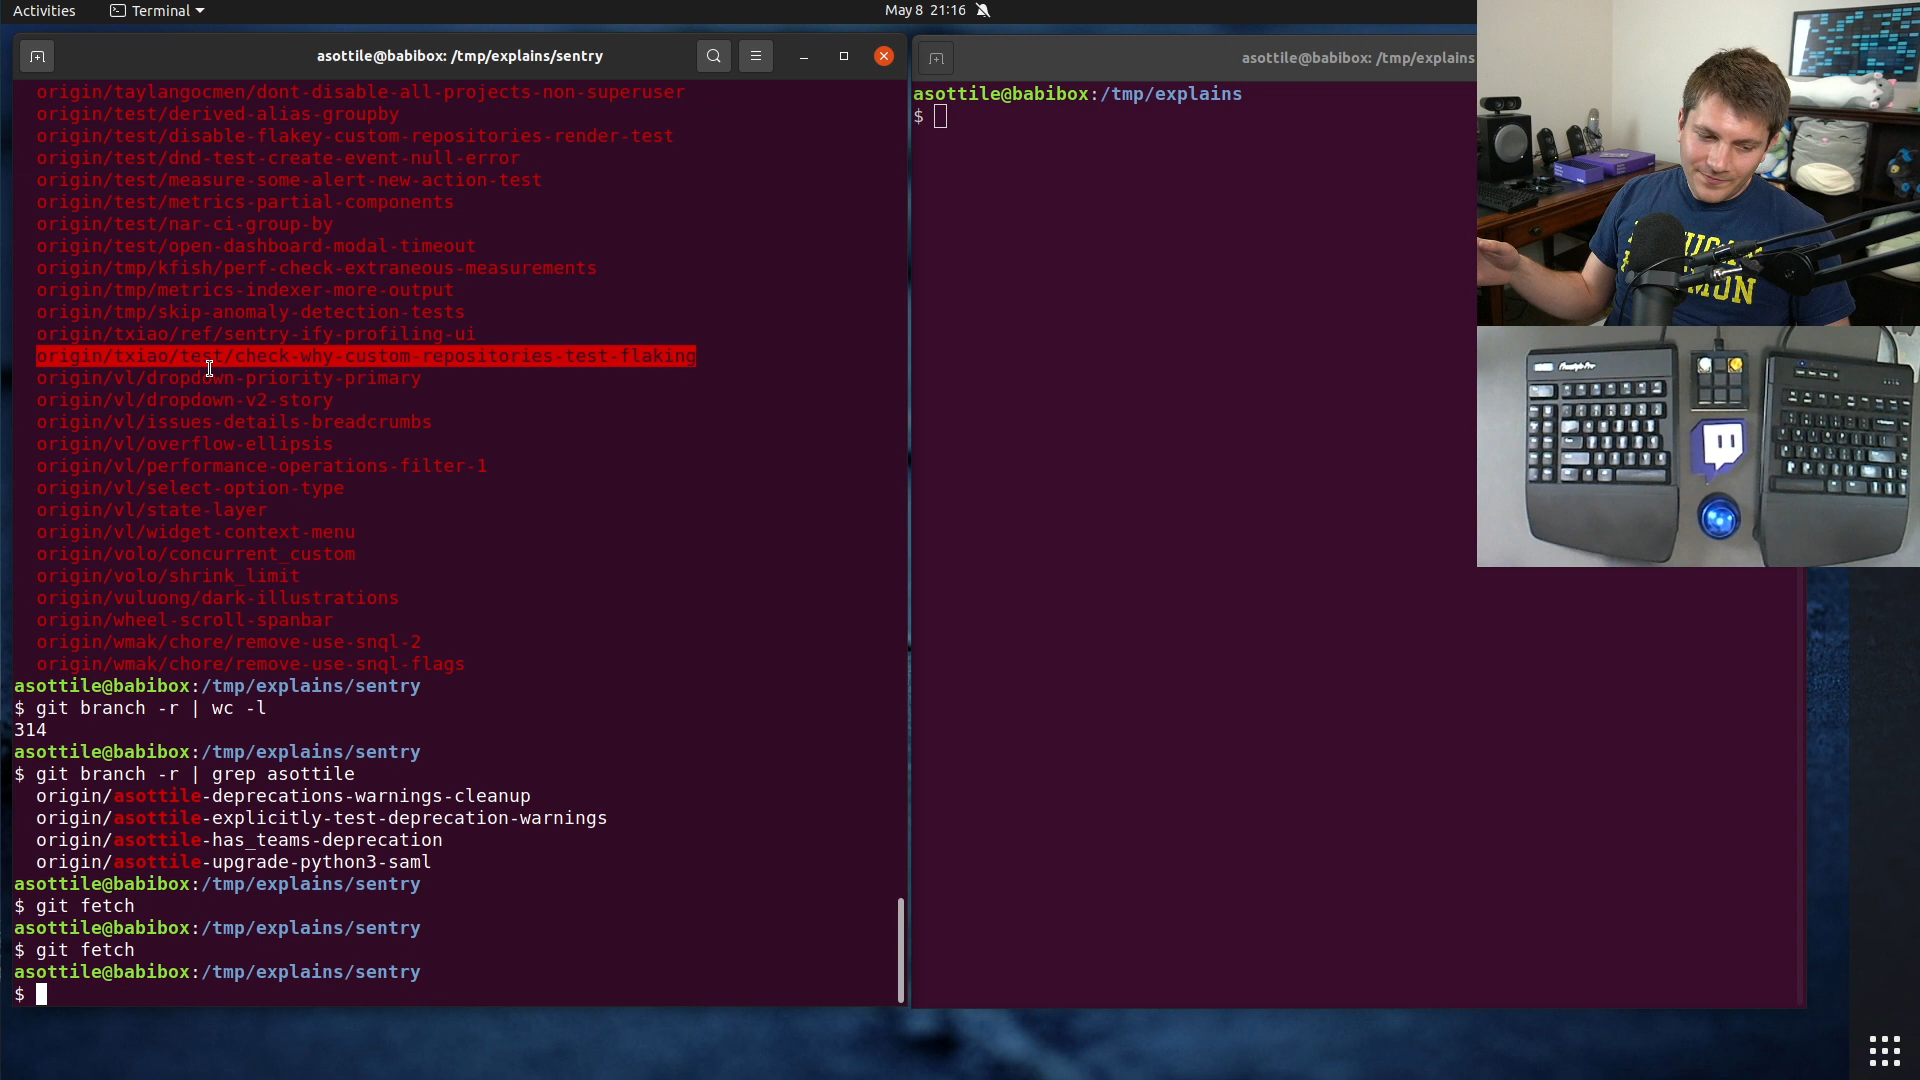 Activities
Terminal
May 8 21:16
asottile@babibox: /tmp/explains/sentry
origin/taylangocmen/dont-disable-all-projects-non-superuser
origin/test/derived-alias-groupby
origin/test/disable-flakey-custom-repositories-render-test
origin/test/dnd-test-create-event-null-error
origin/test/measure-some-alert-new-action-test
origin/test/metrics-partial-components
origin/test/nar-ci-group-by
origin/test/open-dashboard-modal-timeout
origin/tmp/kfish/perf-check-extraneous-measurements
origin/tmp/metrics-indexer-more-output
origin/tmp/skip-anomaly-detection-tests
origin/txiao/ref/sentry-ify-profiling-ui
origin/txiao/test/check-why-custom-repositories-test-flaking
origin/vl/dropdown-priority-primary
origin/vl/dropdown-v2-story
origin/vl/issues-details-breadcrumbs
origin/vl/overflow-ellipsis
origin/vl/performance-operations-filter-1
origin/vl/select-option-type
origin/vl/state-layer
origin/vl/widget-context-menu
origin/volo/concurrent_custom
origin/volo/shrink_limit
origin/vuluong/dark-illustrations
origin/wheel-scroll-spanbar
origin/wmak/chore/remove-use-snql-2
origin/wmak/chore/remove-use-snql-flags
asottile@babibox:/tmp/explains/sentry
$ git branch -r | wc -l
314
asottile@babibox:/tmp/explains/sentry
$ git branch -r | grep asottile
origin/asottile-deprecations-warnings-cleanup
origin/asottile-explicitly-test-deprecation-warnings
origin/asottile-has_teams-deprecation
origin/asottile-upgrade-python3-saml
asottile@babibox:/tmp/explains/sentry
$ git fetch
asottile@babibox:/tmp/explains/sentry
$ git fetch
asottile@babibox:/tmp/explains/sentry
$
asottile@babibox: /tmp/explains
asottile@babibox:/tmp/explains
$